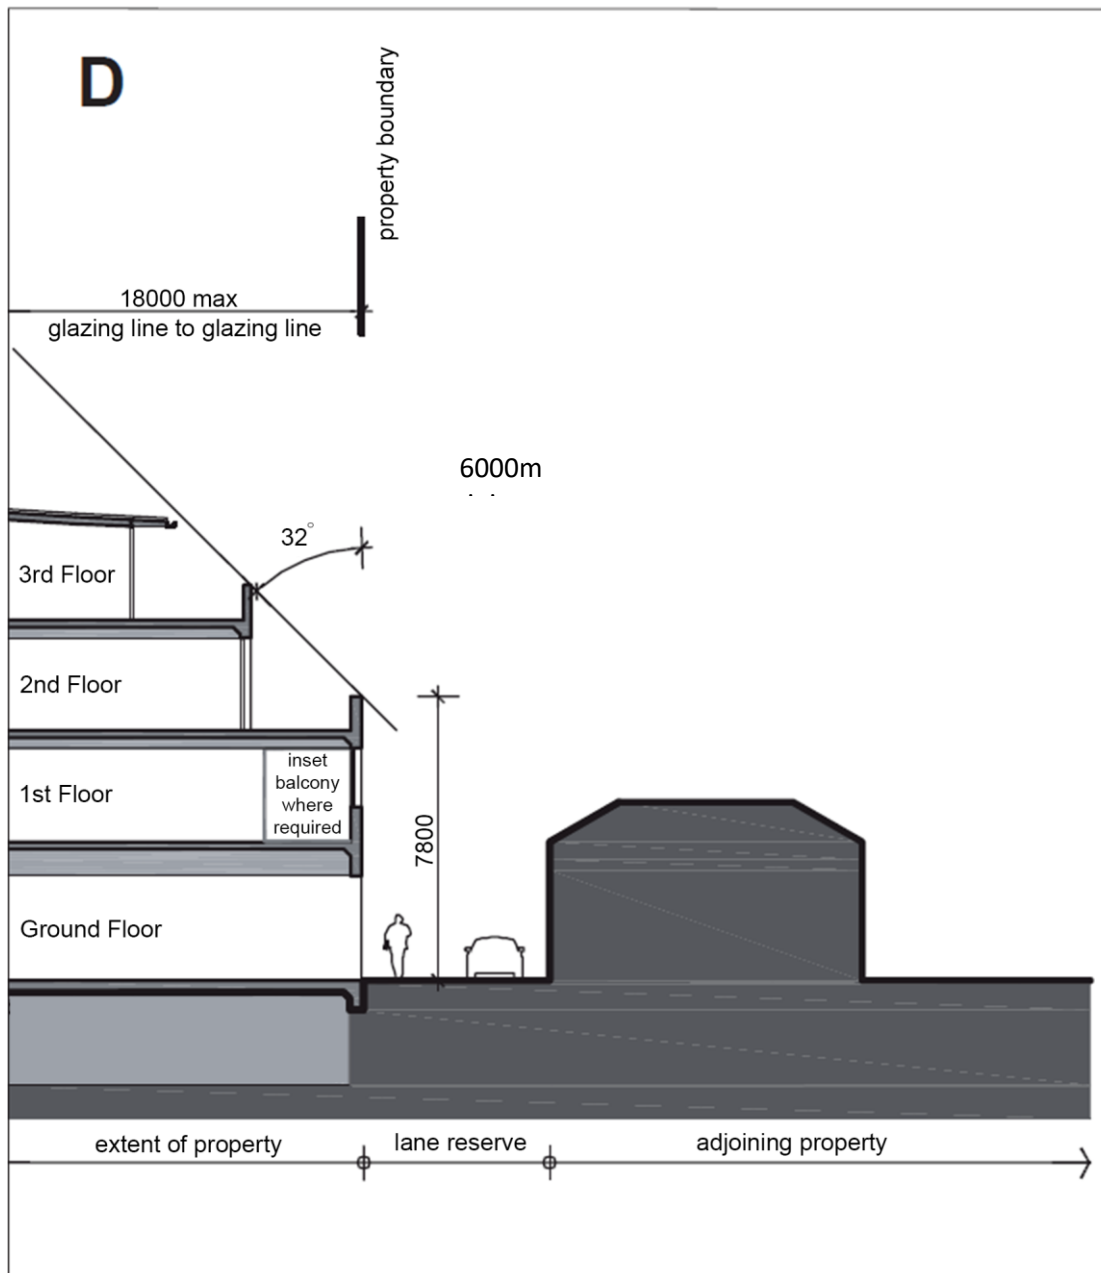 D
property boundary
18000 max
glazing line to glazing line
6000m
32°
3rd Floor
2nd Floor
inset
balcony
where
required
1st Floor
7800
Ground Floor
extent of property
lane reserve
adjoining property